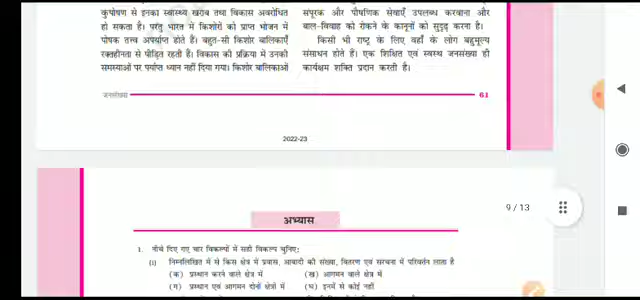 कुपोषण से इनका स्वास्थ्य खराब तथा विकास अवरोधित
हो सकता है। परंतु भारत में किशोरों को प्राप्त भोजन में
पोषक तत्त्व अपर्याप्त होते हैं। बहुत-सी किशोर बालिकाएँ
रक्तहीनता से पीड़ित रहती हैं। विकास की प्रक्रिया में उनकी
समस्याओं पर पर्याप्त ध्यान नहीं दिया गया। किशोर बालिकाओं
संपूरक और पौषणिक सेवाएँ उपलब्ध करवाना और
बाल-विवाह को रोकने के कानूनों को सुदृढ़ करना है।
किसी भी राष्ट्र के लिए वहाँ के लोग बहुमूल्य
संसाधन होते हैं। एक शिक्षित एवं स्वस्थ जनसंख्या ही
कार्यक्षम शक्ति प्रदान करती है।
जनसंख्या 61
2022-23
9 / 13
अभ्यास
1. नीचे दिए गए चार विकल्पों में सही विकल्प चुनिए:
(i) निम्नलिखित में से किस क्षेत्र में प्रवास, आबादी की संख्या, वितरण एवं संरचना में परिवर्तन लाता है
(क) प्रस्थान करने वाले क्षेत्र में (ख) आगमन वाले क्षेत्र में
(ग) प्रस्थान एवं आगमन दोनों क्षेत्रों में (घ) इनमें से कोई नहीं